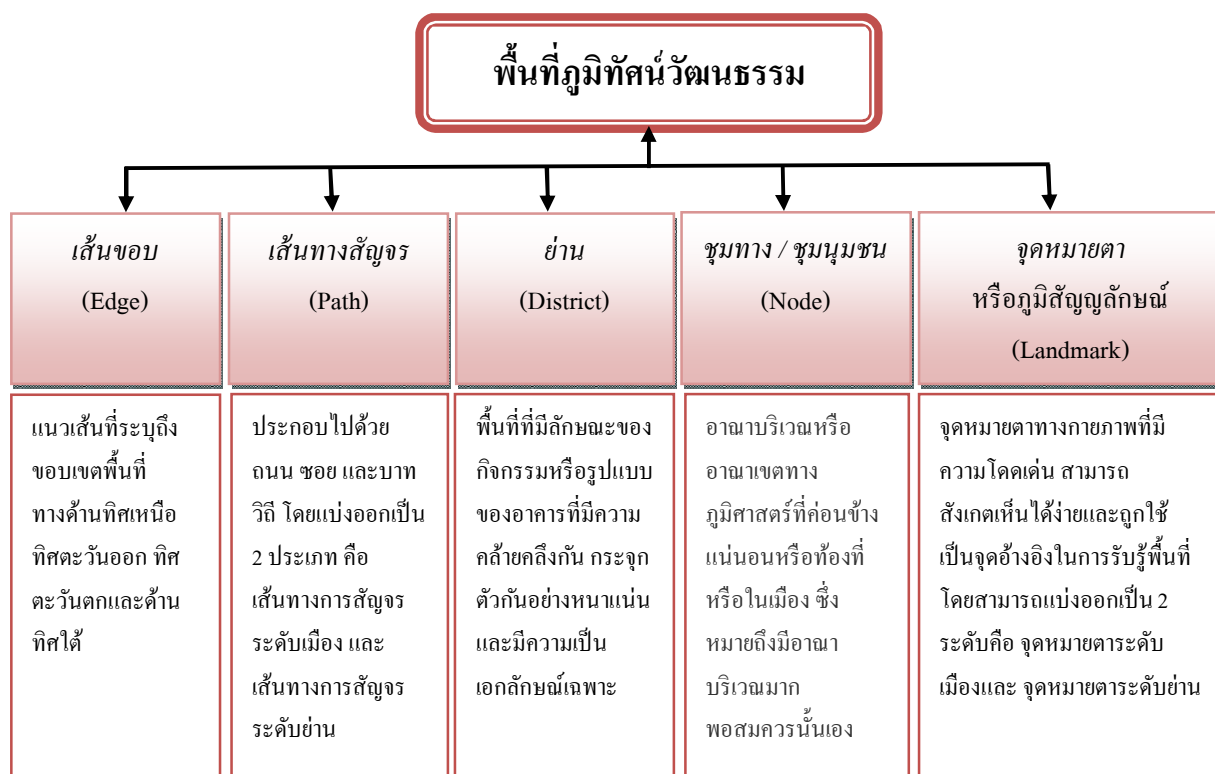 พื้นที่ภูมิทัศน์วัฒนธรรม
เส้นขอบ
(Edge)
เส้นทางสัญจร
(Path)
ย่าน
(District)
ชุมทาง / ชุมนุมชน
(Node)
จุดหมายตา
หรือภูมิสัญญลักษณ์
(Landmark)
แนวเส้นที่ระบุถึง
ขอบเขตพื้นที่
ทางด้านทิศเหนือ
ทิศตะวันออก ทิศ
ตะวันตกและด้าน
ทิศใต้
ประกอบไปด้วย
ถนน ซอย และบาท
วิถี โดยแบ่งออกเป็น
2 ประเภท คือ
เส้นทางการสัญจร
ระดับเมือง และ
เส้นทางการสัญจร
ระดับย่าน
พื้นที่ที่มีลักษณะของ
กิจกรรมหรือรูปแบบ
ของอาคารที่มีความ
คล้ายคลึงกัน กระจุก
ตัวกันอย่างหนาแน่น
และมีความเป็น
เอกลักษณ์เฉพาะ
อาณาบริเวณหรือ
อาณาเขตทาง
ภูมิศาสตร์ที่ค่อนข้าง
แน่นอนหรือท้องที่
หรือในเมือง ซึ่ง
หมายถึงมีอาณา
บริเวณมาก
พอสมควรนั้นเอง
จุดหมายตาทางกายภาพที่มี
ความโดดเด่น สามารถ
สังเกตเห็นได้ง่ายและถูกใช้
เป็นจุดอ้างอิงในการรับรู้พื้นที่
โดยสามารถแบ่งออกเป็น 2
ระดับคือ จุดหมายตาระดับ
เมืองและ จุดหมายตาระดับย่าน